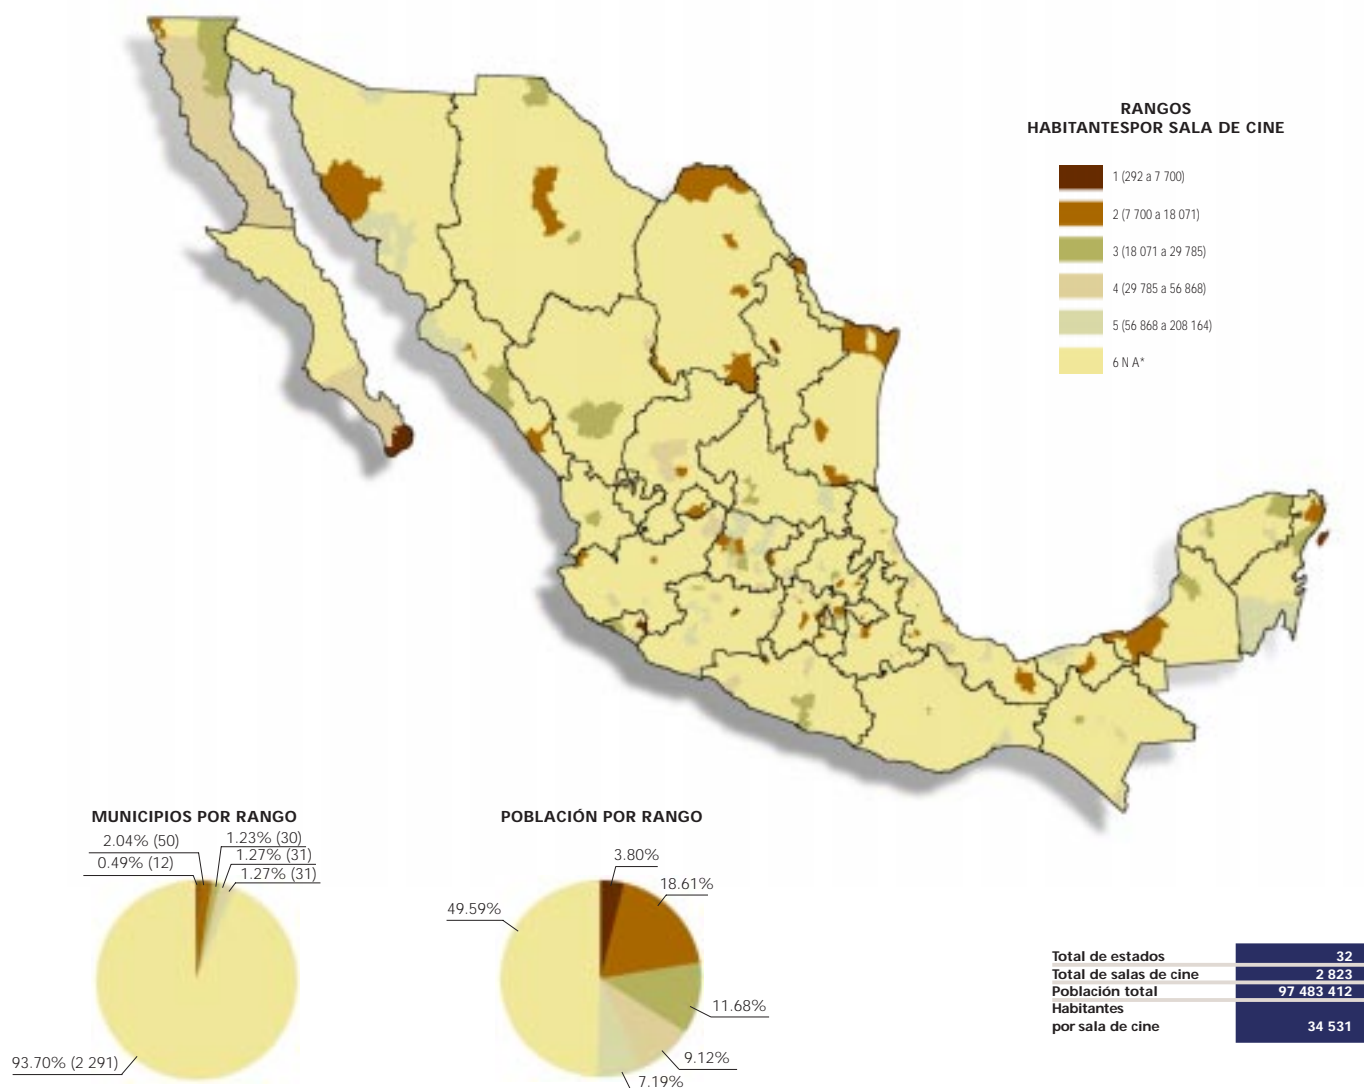 RANGOS
HABITANTESPOR SALA DE CINE
1 (292 a 7 700)
2 (7 700 a 18 071)
3 (18 071 a 29 785)
4 (29 785 a 56 868)
5 (56 868 a 208 164)
6 N A*
MUNICIPIOS POR RANGO
2.04% (50)
1.23% (30)
0.49% (12)
1.27% (31)
1.27% (31)
93.70% (2 291)
POBLACIÓN POR RANGO
3.80%
18.61%
49.59%
11.68%
9.12%
7.19%
Total de estados 32
Total de salas de cine 2 823
Población total 97 483 412
Habitantes
por sala de cine 34 531